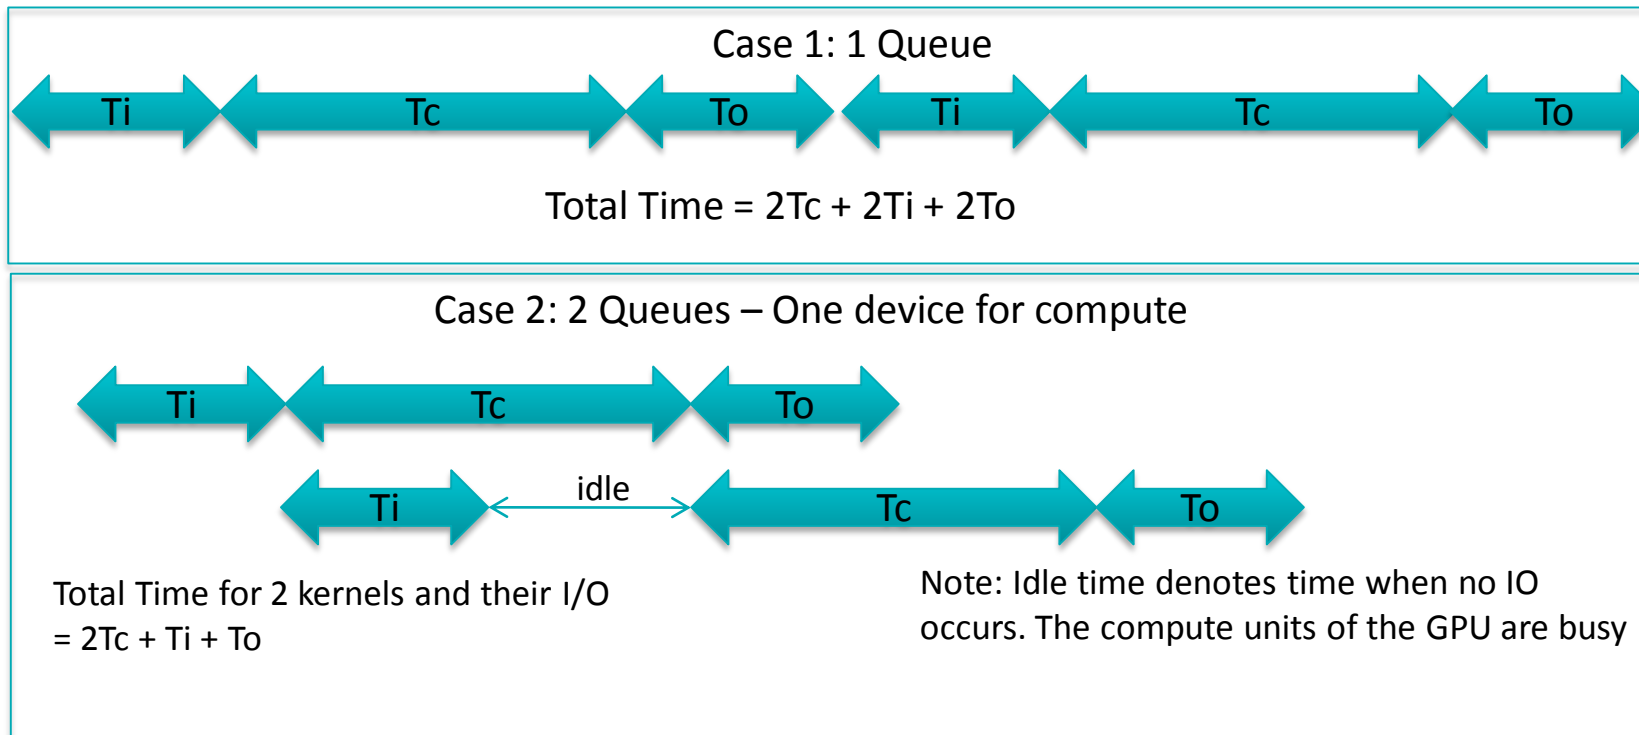 Case 1: 1 Queue
Ti Tc To Ti Tc To
Total Time = 2Tc + 2Ti + 2To
Case 2: 2 Queues – One device for compute
Ti Tc To
Ti idle Tc To
Total Time for 2 kernels and their I/O
= 2Tc + Ti + To
Note: Idle time denotes time when no IO
occurs. The compute units of the GPU are busy